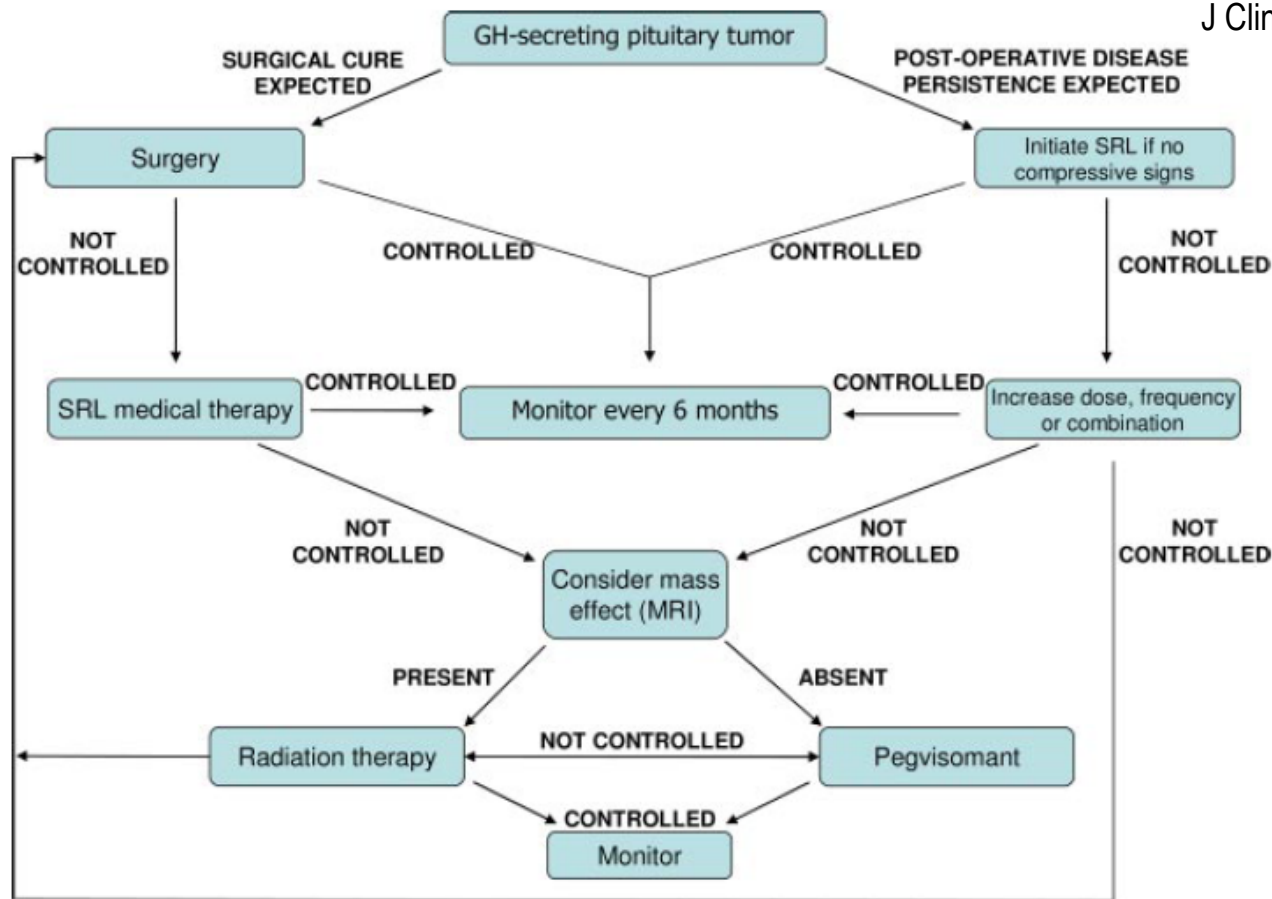 J Clin
GH-secreting pituitary tumor
SURGICAL CURE
EXPECTED
POST-OPERATIVE DISEASE
PERSISTENCE EXPECTED
Surgery
Initiate SRL if no
compressive signs
NOT
CONTROLLED
CONTROLLED
CONTROLLED
NOT
CONTROLLED
SRL medical therapy
CONTROLLED
Monitor every 6 months
CONTROLLED
Increase dose, frequency
or combination
NOT
CONTROLLED
NOT
CONTROLLED
NOT
CONTROLLED
Consider mass
effect (MRI)
PRESENT
ABSENT
Radiation therapy
NOT CONTROLLED
Pegvisomant
CONTROLLED
Monitor